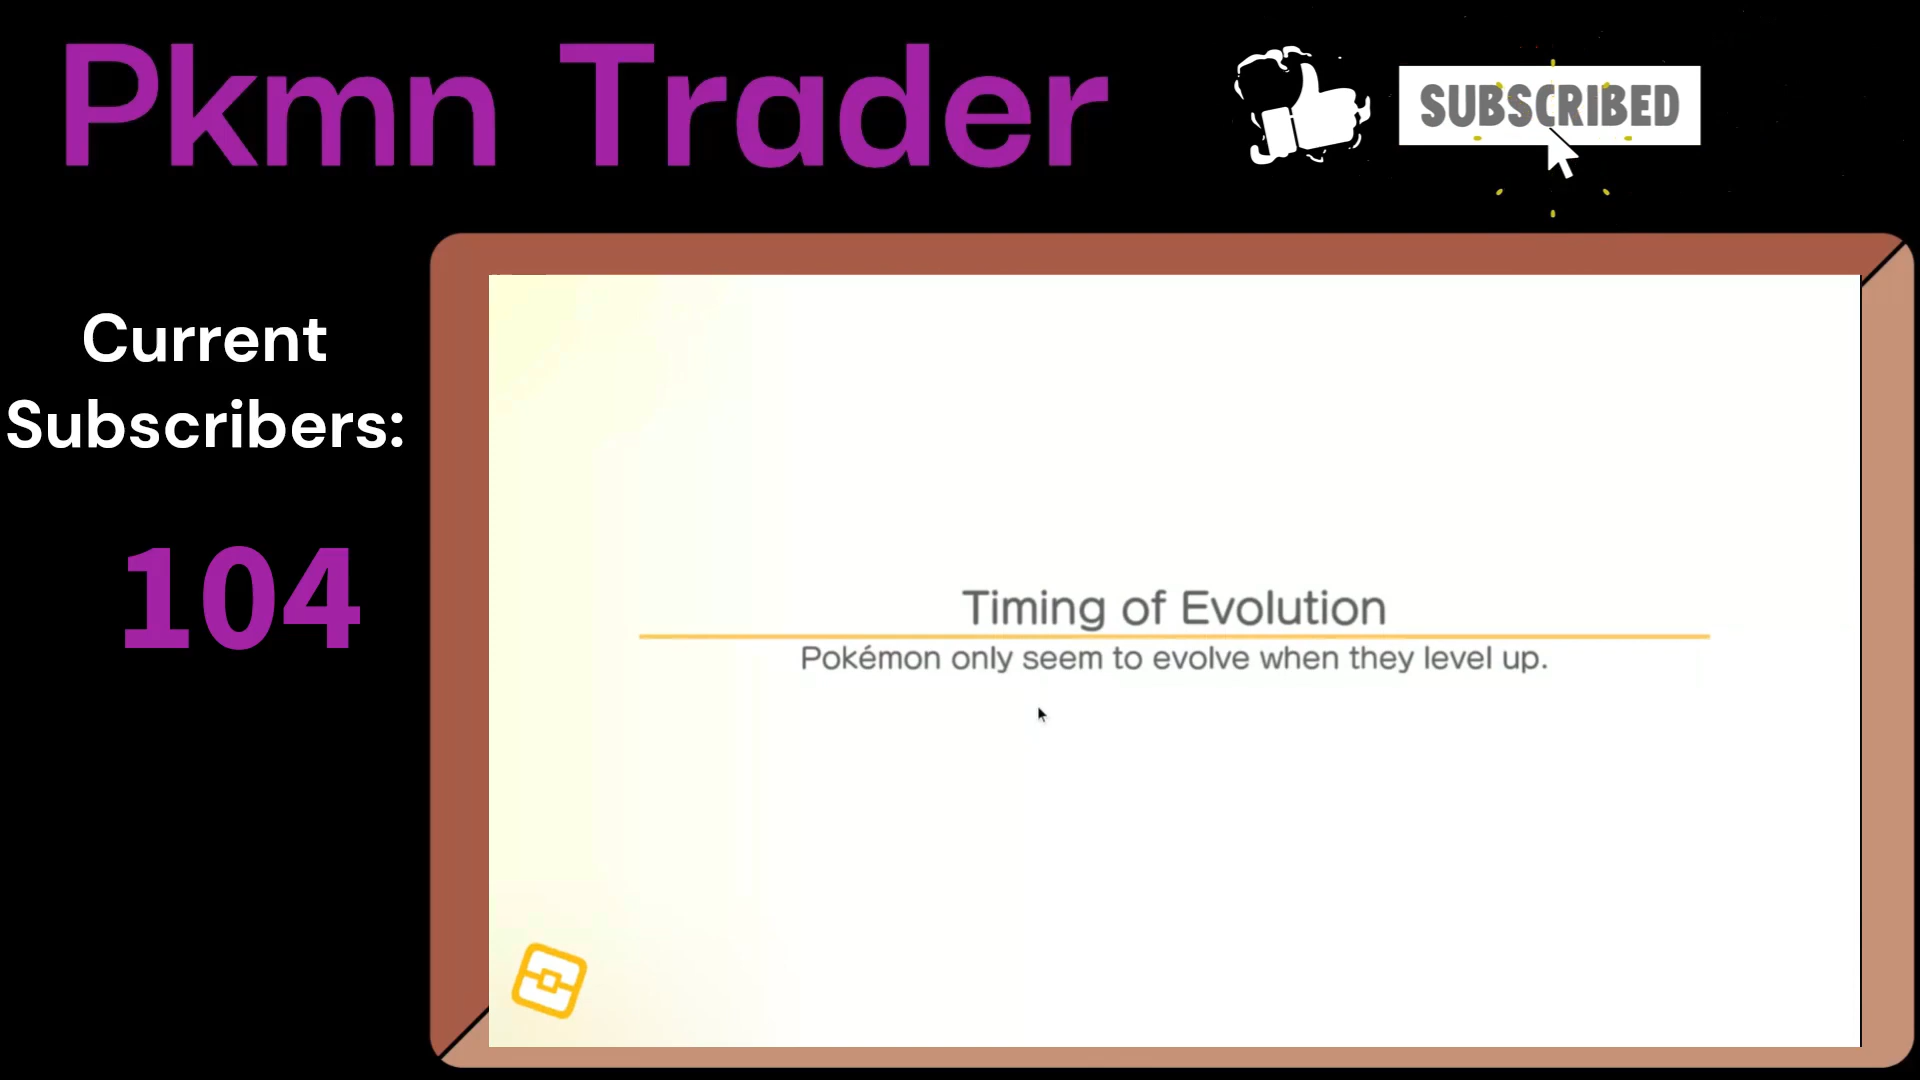 Pkmn Trader
SUBSCRIBED
Current
Subscribers:
104
Timing of Evolution
Pokémon only seem to evolve when they level up.